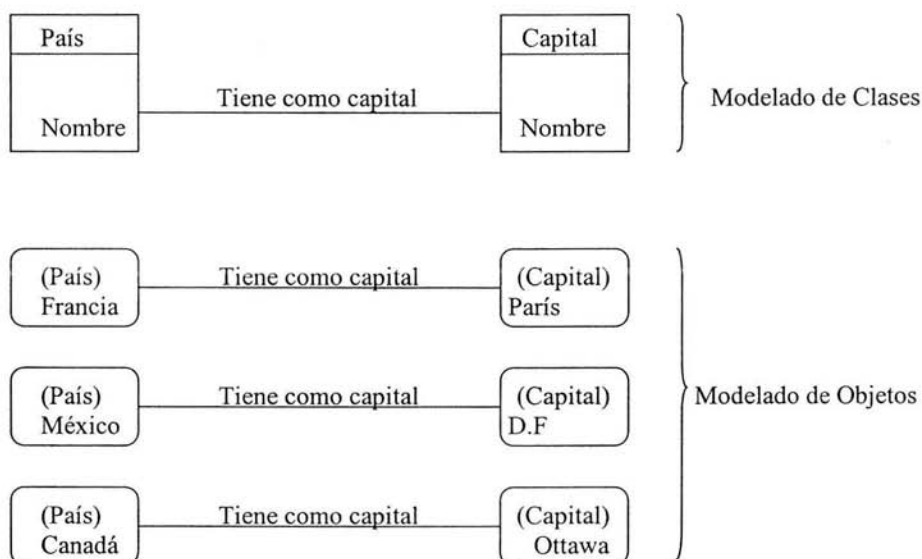 País
Capital
Tiene como capital
Modelado de Clases
Nombre
Nombre
(País)
Francia
Tiene como capital
(Capital)
París
(País)
México
Tiene como capital
(Capital)
D.F
Modelado de Objetos
(País)
Canadá
Tiene como capital
(Capital)
Ottawa